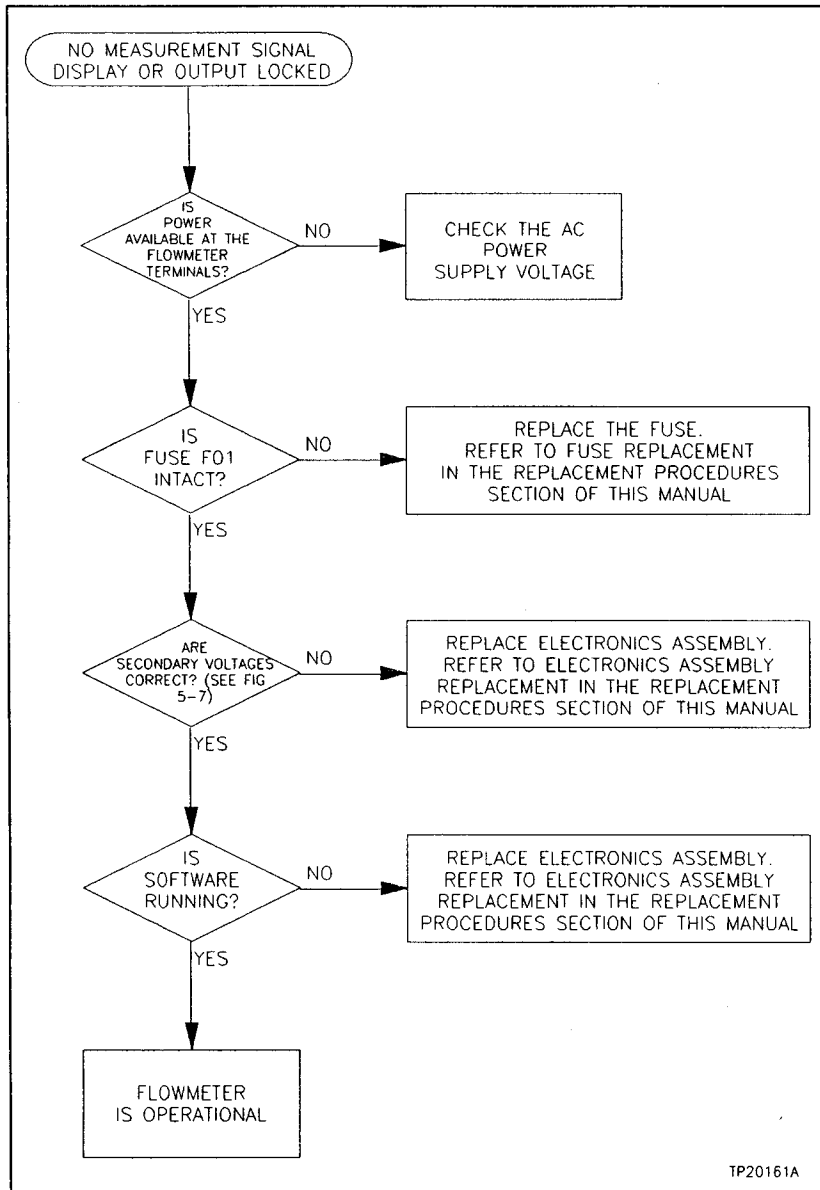 NO MEASUREMENT SIGNAL
DISPLAY OR OUTPUT LOCKED
IS
POWER
AVAILABLE AT THE
FLOWMETER
TERMINALS?
NO
CHECK THE AC
POWER
SUPPLY VOLTAGE
YES
IS
FUSE F01
INTACT?
NO
REPLACE THE FUSE.
REFER TO FUSE REPLACEMENT
IN THE REPLACEMENT PROCEDURES
SECTION OF THIS MANUAL
YES
ARE
SECONDARY VOLTAGES
CORRECT? (SEE FIG
5-7)
NO
REPLACE ELECTRONICS ASSEMBLY.
REFER TO ELECTRONICS ASSEMBLY
REPLACEMENT IN THE REPLACEMENT
PROCEDURES SECTION OF THIS MANUAL
YES
IS
SOFTWARE
RUNNING?
NO
REPLACE ELECTRONICS ASSEMBLY.
REFER TO ELECTRONICS ASSEMBLY
REPLACEMENT IN THE REPLACEMENT
PROCEDURES SECTION OF THIS MANUAL
YES
FLOWMETER
IS OPERATIONAL
TP20161A